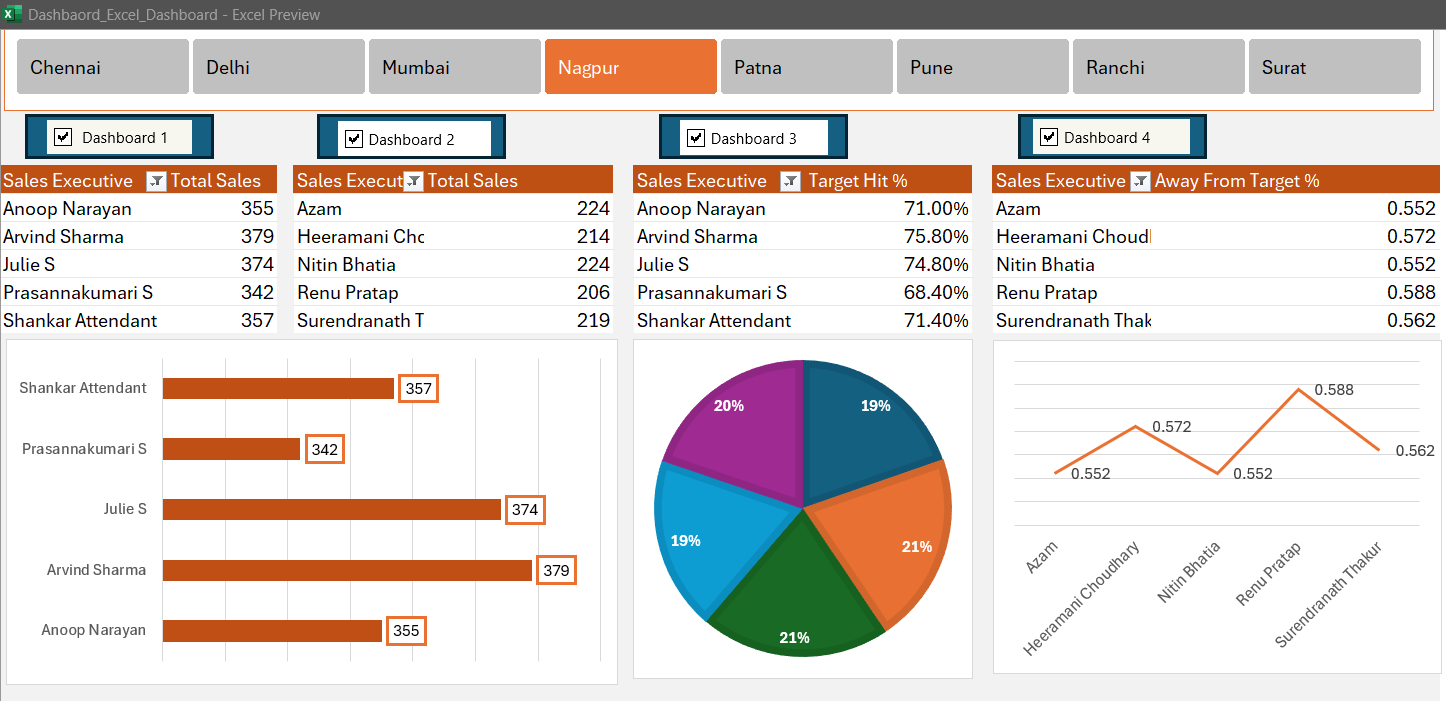 Dashbaord_Excel_Dashboard - Excel Preview
Chennai Delhi Mumbai Nagpur Patna Pune Ranchi Surat
Dashboard 1 Dashboard 2 Dashboard 3 Dashboard 4
Sales Executive Total Sales
Anoop Narayan 355
Arvind Sharma 379
Julie S 374
Prasannakumari S 342
Shankar Attendant 357
Sales Execut Total Sales
Azam 224
Heeramani Chc 214
Nitin Bhatia 224
Renu Pratap 206
Surendranath T 219
Sales Executive Target Hit %
Anoop Narayan 71.00%
Arvind Sharma 75.80%
Julie S 74.80%
Prasannakumari S 68.40%
Shankar Attendant 71.40%
Sales Executive Away From Target %
Azam 0.552
Heeramani Choud 0.572
Nitin Bhatia 0.552
Renu Pratap 0.588
Surendranath Thak 0.562
Shankar Attendant 357
Prasannakumari S 342
Julie S 374
Arvind Sharma 379
Anoop Narayan 355
20% 19%
19% 21%
21%
0.552 0.572 0.552 0.588 0.562
Azam
Heeramani Choudhary
Nitin Bhatia
Renu Pratap
Surendranath Thakur